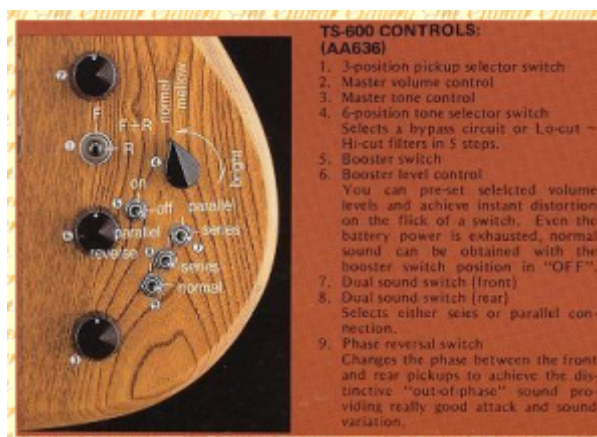 TS-600 CONTROLS:
(AA636)
1. 3-position pickup selector switch
2. Master volume control
3. Master tone control
4. 6-position tone selector switch
Selects a bypass circuit or Lo-cut ~
Hi-cut filters in 5 steps.
5. Booster switch
6. Booster level control
You can pre-set selelcted volume
levels and achieve instant distortion
on the flick of a switch. Even the
battery power is exhausted, normal
sound can be obtained with the
booster switch position in "OFF".
7. Dual sound switch (front)
8. Dual sound switch (rear)
Selects either seies or parallel con-
nection.
9. Phase reversal switch
Changes the phase between the front
and rear pickups to achieve the dis-
tinctive "out-of-phase" sound pro-
viding really good attack and sound
variation.
normal
mellow
bright
F
F-R
R
on
off
parallel
series
parallel
series
reverse
normal